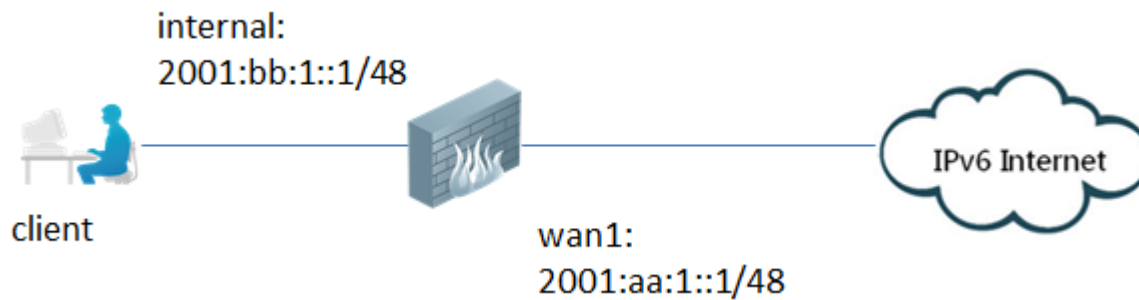 internal:
2001:bb:1::1/48
IPv6 Internet
client
wan1:
2001:aa:1::1/48